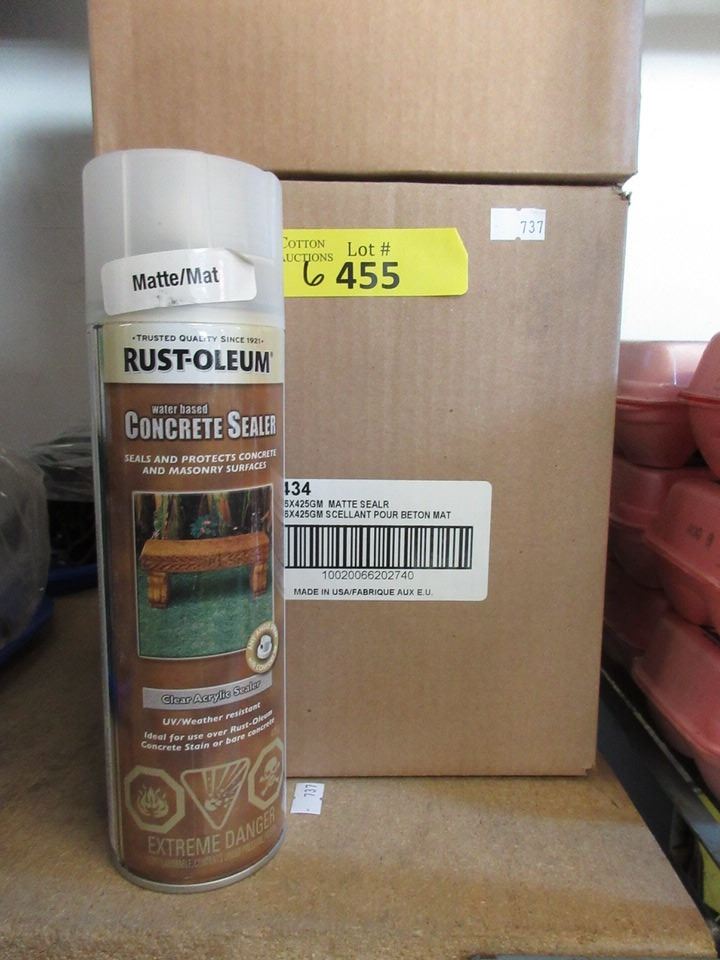 Matte/Mat
•TRUSTED QUALITY SINCE 1921•
RUST-OLEUM
water based
CONCRETE SEALER
SEALS AND PROTECTS CONCRETE
AND MASONRY SURFACES
Clear Acrylic Sealer
UV/Weather resistant
Ideal for use over Rust-Oleum
Concrete Stain or bare concrete
EXTREME DANGER
COTTON
AUCTIONS
Lot #
6 455
737
434
6X425GM MATTE SEALR
6X425GM SCELLANT POUR BETON MAT
10020066202740
MADE IN USA/FABRIQUE AUX E.U.
737